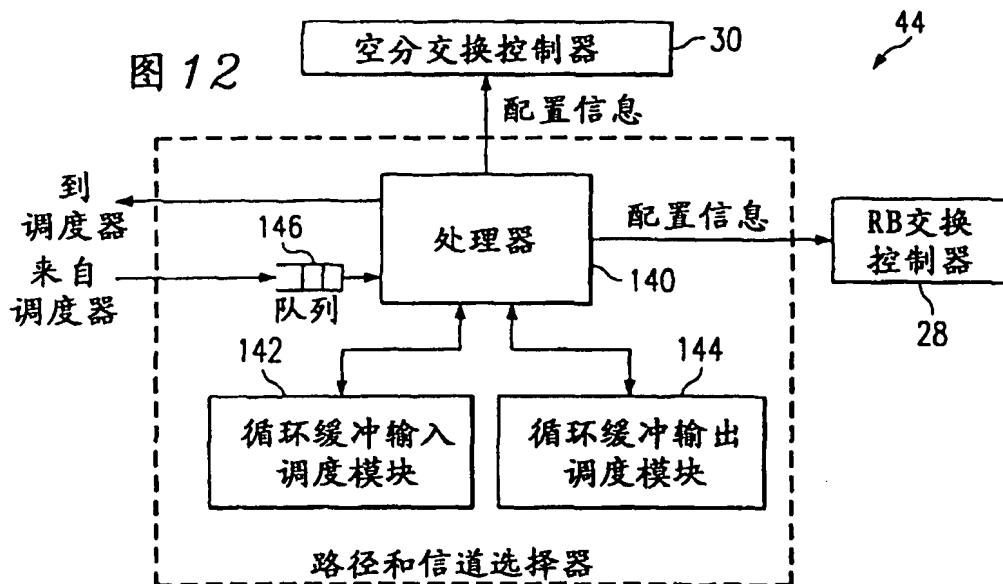 图12
空分交换控制器
30
44
配置信息
到
调度器
来自
调度器
146
队列
处理器
140
配置信息
RB交换
控制器
28
142
循环缓冲输入
调度模块
144
循环缓冲输出
调度模块
路径和信道选择器